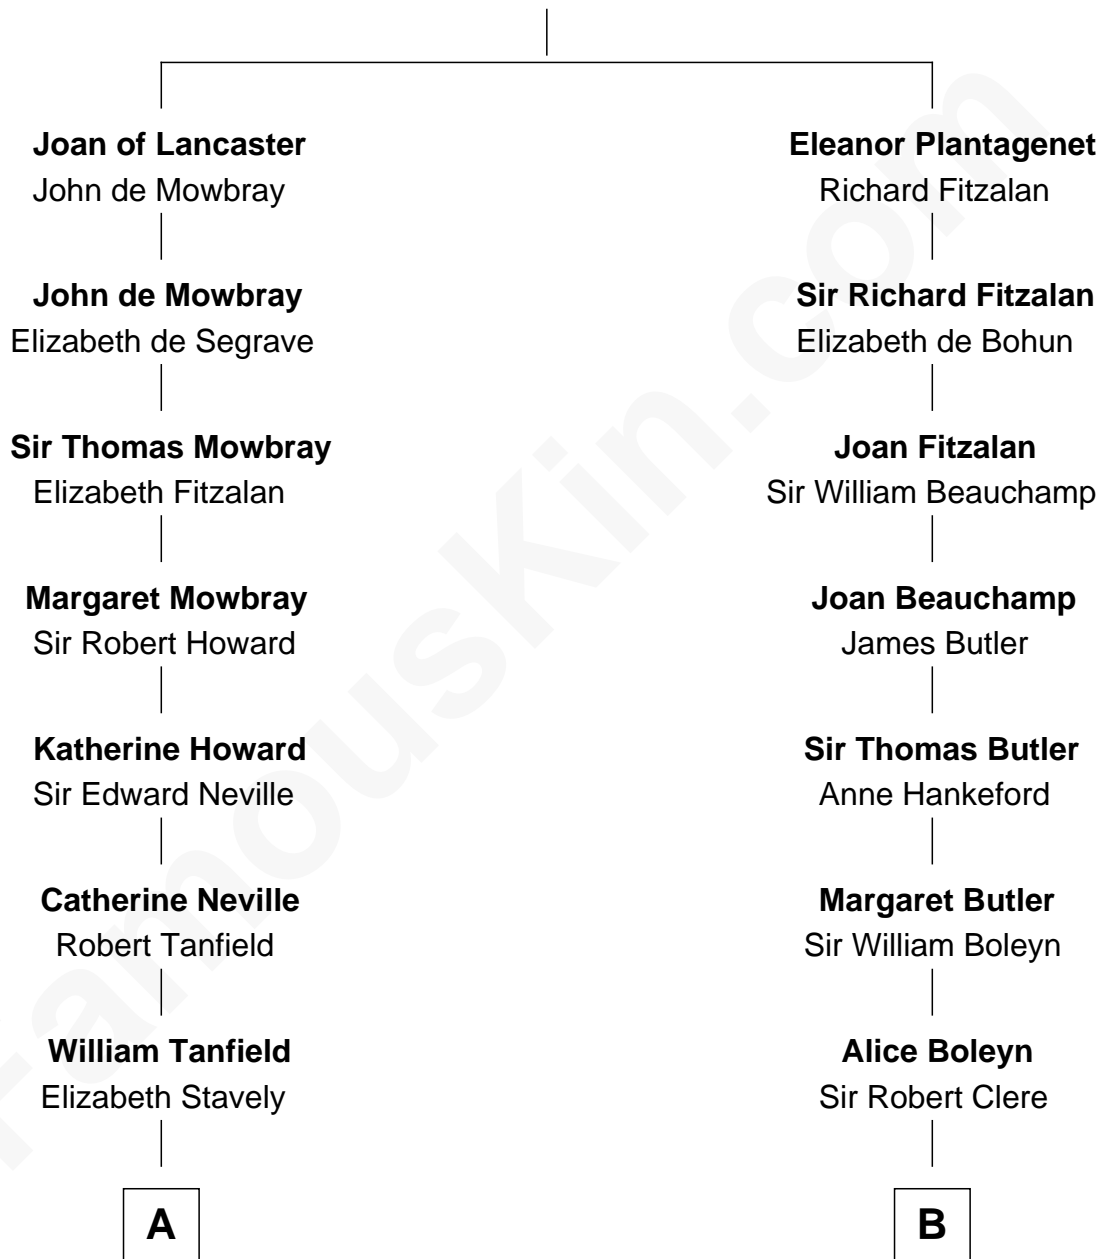 Joan of Lancaster
John de Mowbray
John de Mowbray
Elizabeth de Segrave
Sir Thomas Mowbray
Elizabeth Fitzalan
Margaret Mowbray
Sir Robert Howard
Katherine Howard
Sir Edward Neville
Catherine Neville
Robert Tanfield
William Tanfield
Elizabeth Stavely
A
Eleanor Plantagenet
Richard Fitzalan
Sir Richard Fitzalan
Elizabeth de Bohun
Joan Fitzalan
Sir William Beauchamp
Joan Beauchamp
James Butler
Sir Thomas Butler
Anne Hankeford
Margaret Butler
Sir William Boleyn
Alice Boleyn
Sir Robert Clere
B
FamousKin.com